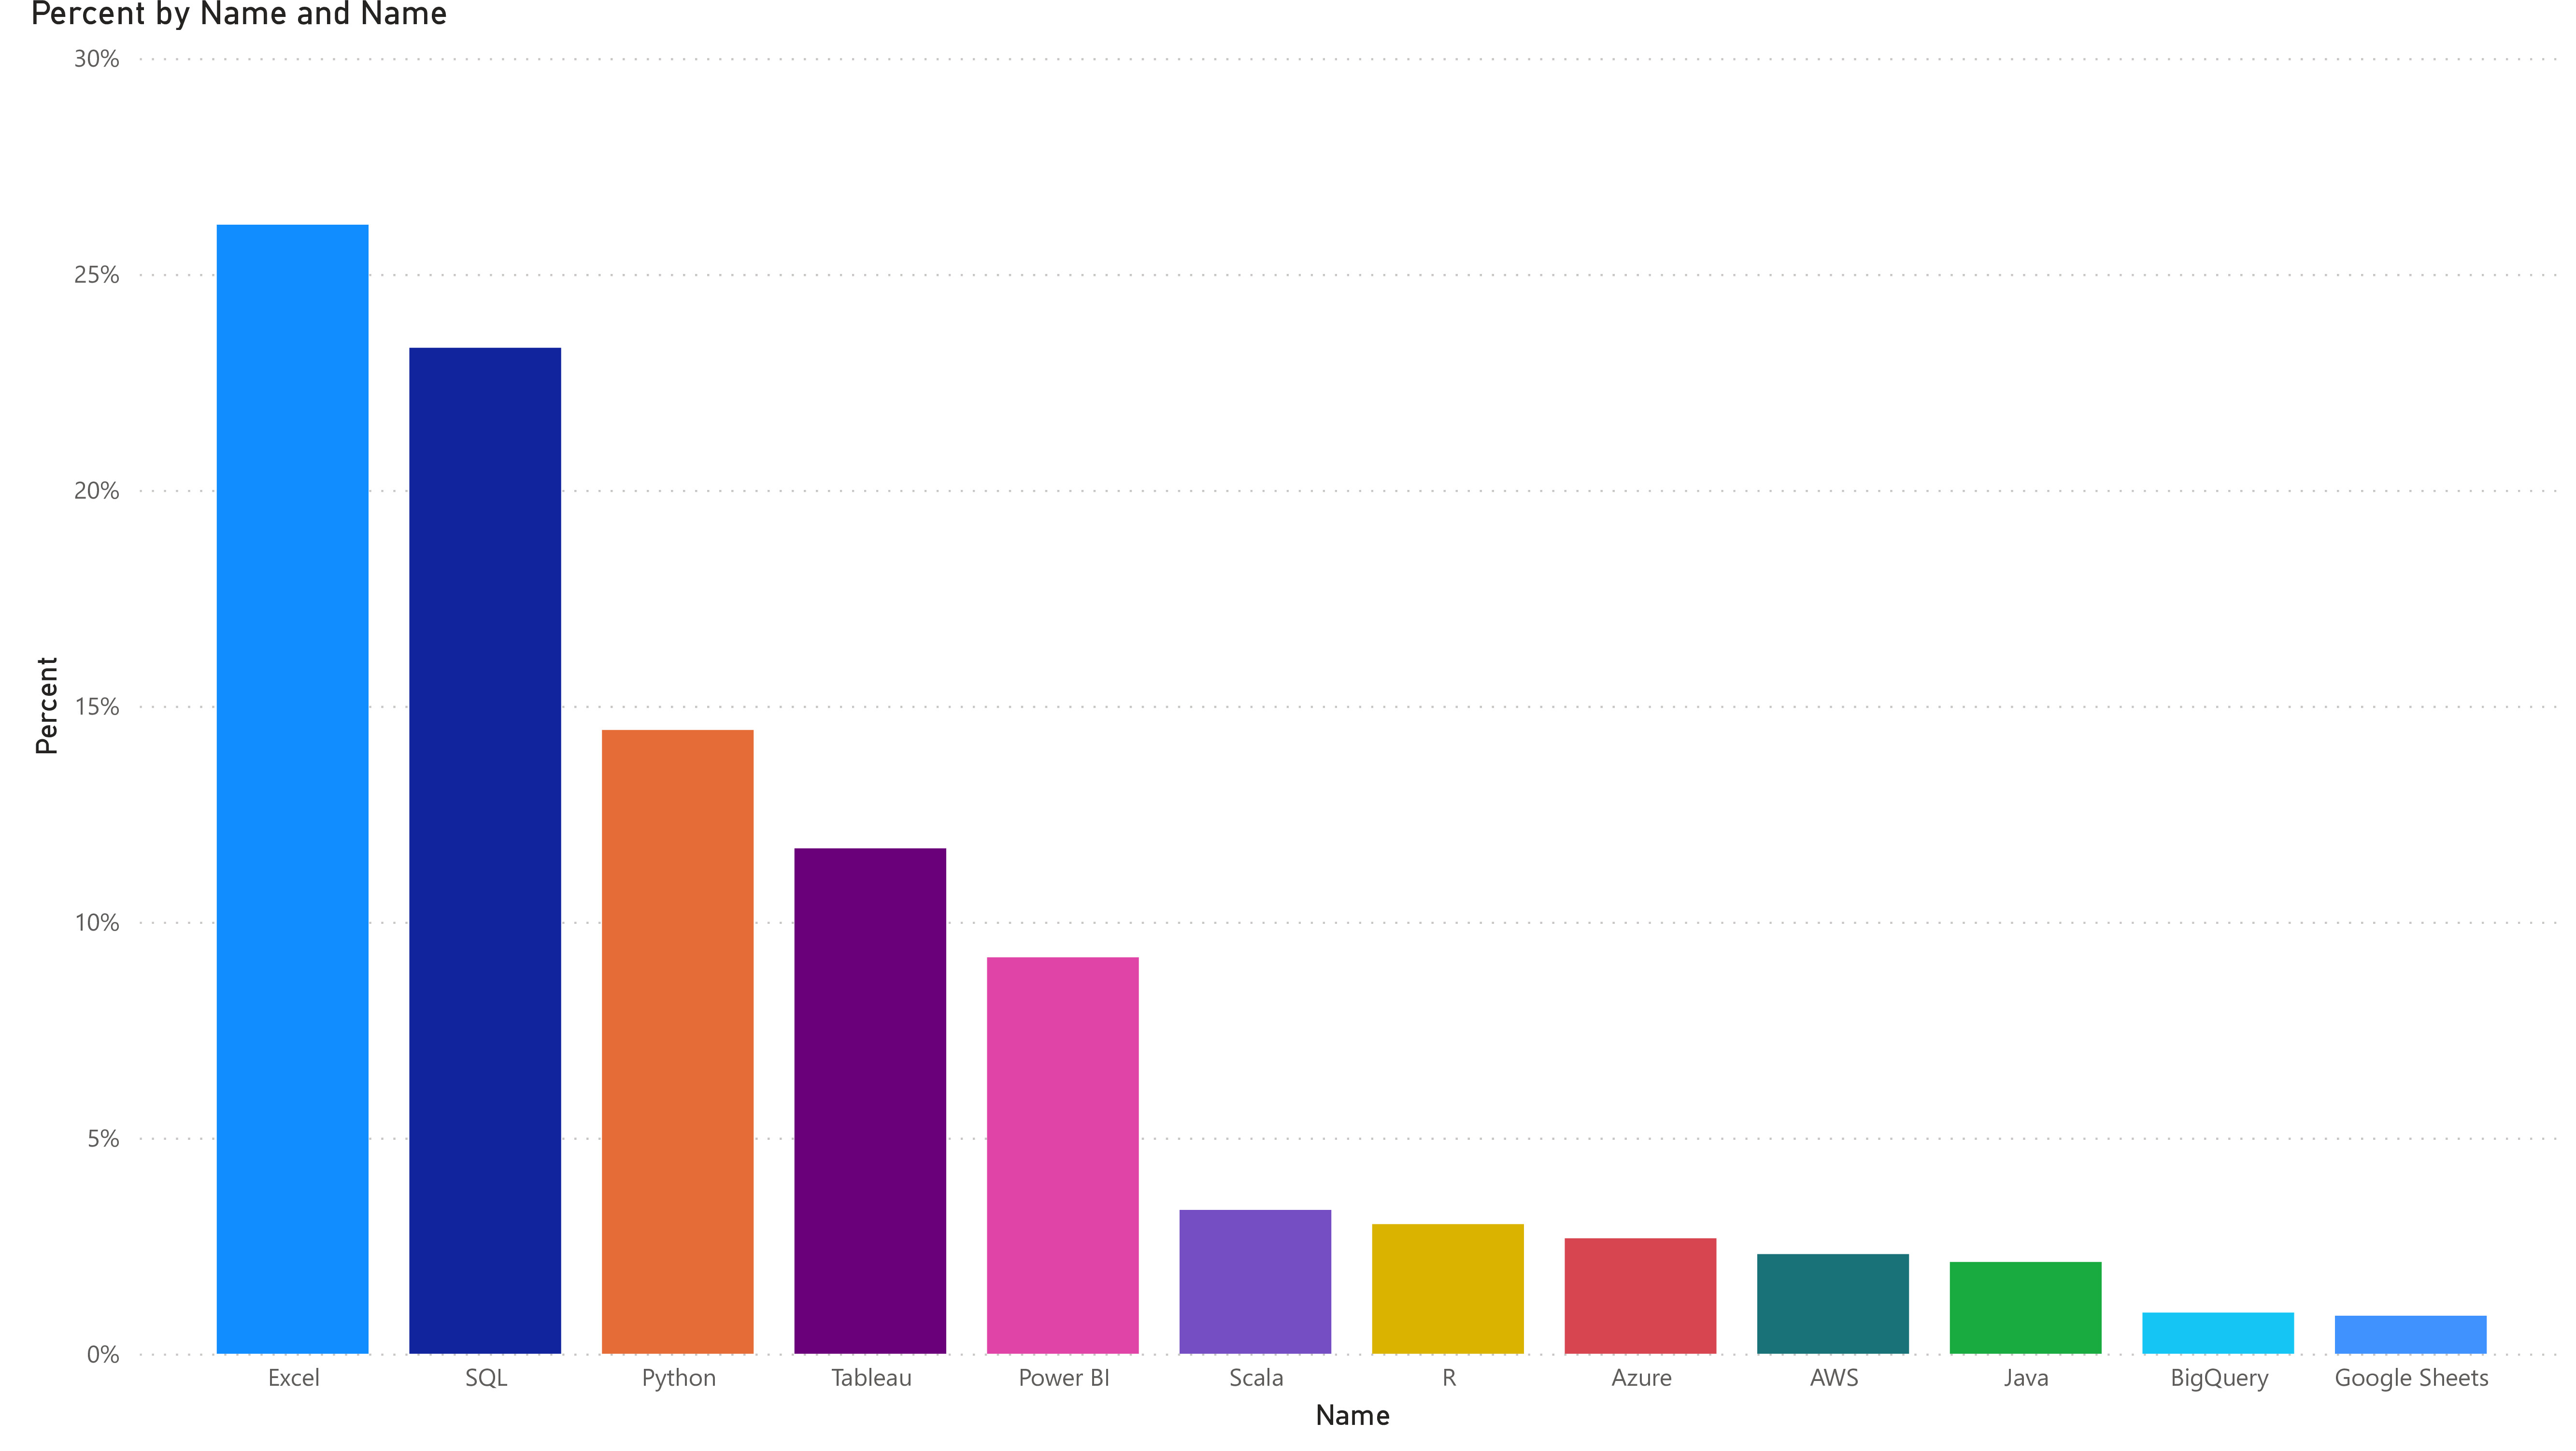 Percent by Name and Name
30%
25%
20%
15%
10%
5%
0%
Percent
Excel SQL Python Tableau Power BI Scala R Azure AWS Java BigQuery Google Sheets
Name